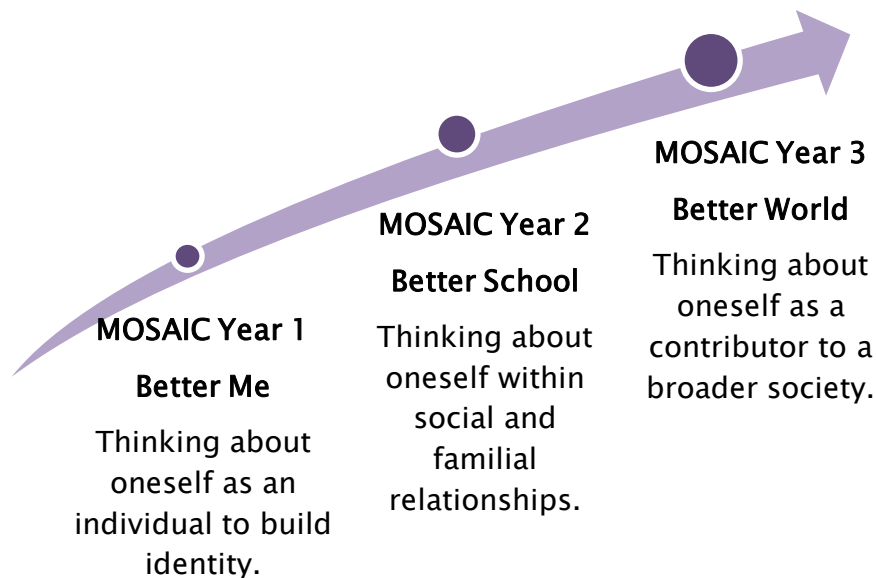 MOSAIC Year 1
Better Me
Thinking about
oneself as an
individual to build
identity.
MOSAIC Year 2
Better School
Thinking about
oneself within
social and
familial
relationships.
MOSAIC Year 3
Better World
Thinking about
oneself as a
contributor to a
broader society.